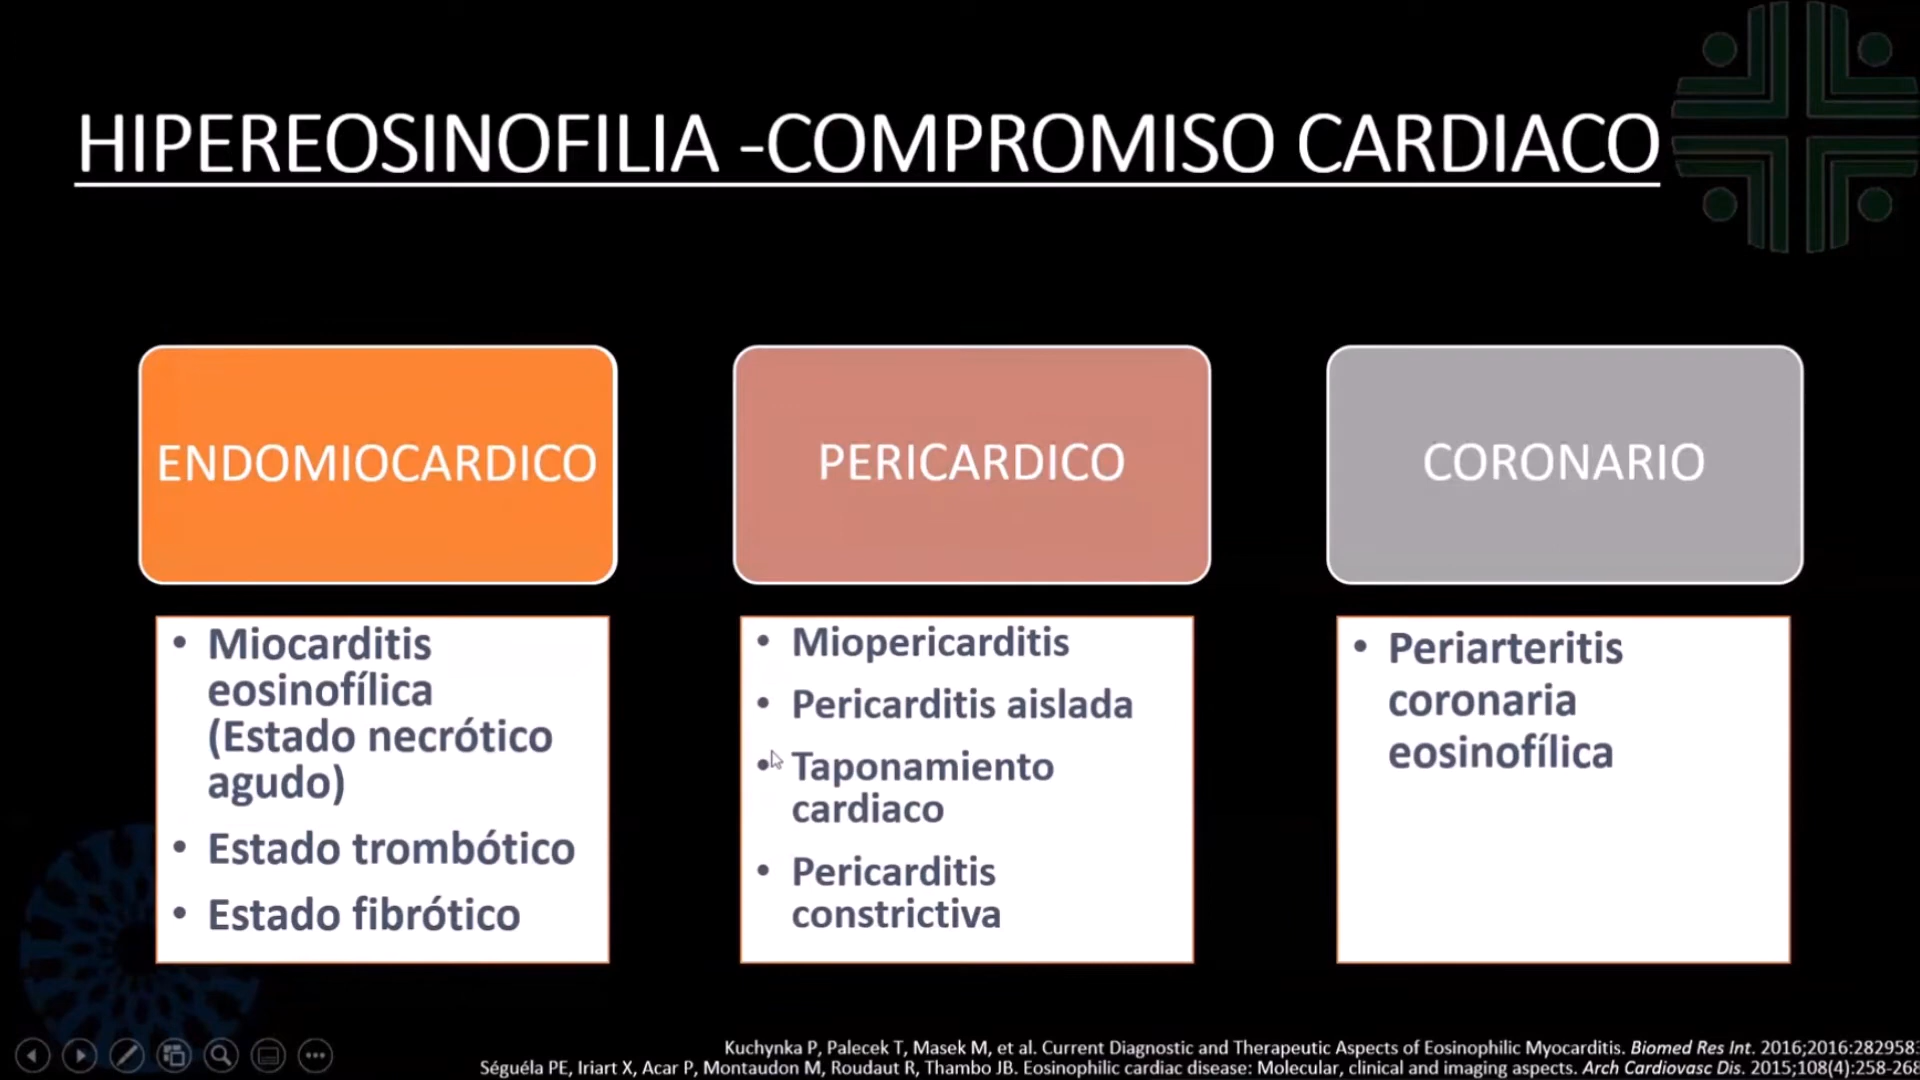 HIPEREOSINOFILIA -COMPROMISO CARDIACO
ENDOMIOCARDICO
• Miocarditis
eosinofílica
(Estado necrótico
agudo)
• Estado trombótico
• Estado fibrótico
PERICARDICO
• Miopericarditis
• Pericarditis aislada
• Taponamiento
cardiaco
• Pericarditis
constrictiva
CORONARIO
• Periarteritis
coronaria
eosinofílica
Kuchynka P, Palecek T, Masek M, et al. Current Diagnostic and Therapeutic Aspects of Eosinophilic Myocarditis. Biomed Res Int. 2016;2016:2829583
Séguéla PE, Iriart X, Acar P, Montaudon M, Roudaut R, Thambo JB. Eosinophilic cardiac disease: Molecular, clinical and imaging aspects. Arch Cardiovasc Dis. 2015;108(4):258-268